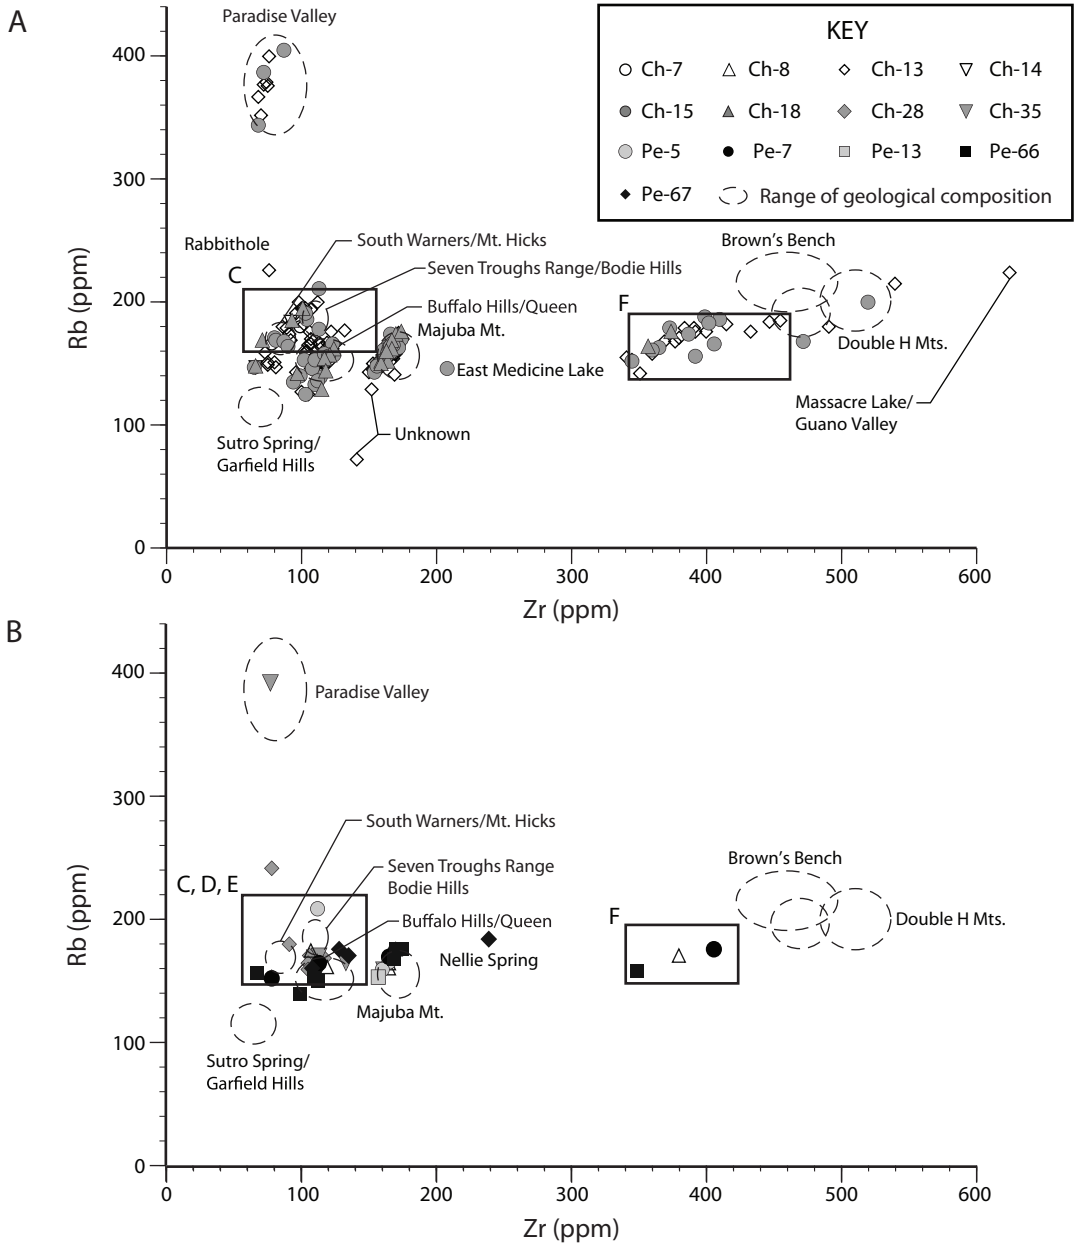 A
Paradise Valley
KEY
Ch-7 Ch-8 Ch-13 Ch-14
Ch-15 Ch-18 Ch-28 Ch-35
Pe-5 Pe-7 Pe-13 Pe-66
Pe-67 Range of geological composition
400
300
200
100
0
Rb (ppm)
Rabbithole
C
South Warners/Mt. Hicks
Seven Troughs Range/Bodie Hills
Buffalo Hills/Queen
Majuba Mt.
East Medicine Lake
Brown's Bench
F
Double H Mts.
Massacre Lake/
Guano Valley
Unknown
Sutro Spring/
Garfield Hills
0 100 200 300 400 500 600
Zr (ppm)
B
400
300
200
100
0
Rb (ppm)
Paradise Valley
South Warners/Mt. Hicks
C, D, E
Seven Troughs Range
Bodie Hills
Buffalo Hills/Queen
Nellie Spring
Majuba Mt.
Brown's Bench
F
Double H Mts.
Sutro Spring/
Garfield Hills
0 100 200 300 400 500 600
Zr (ppm)